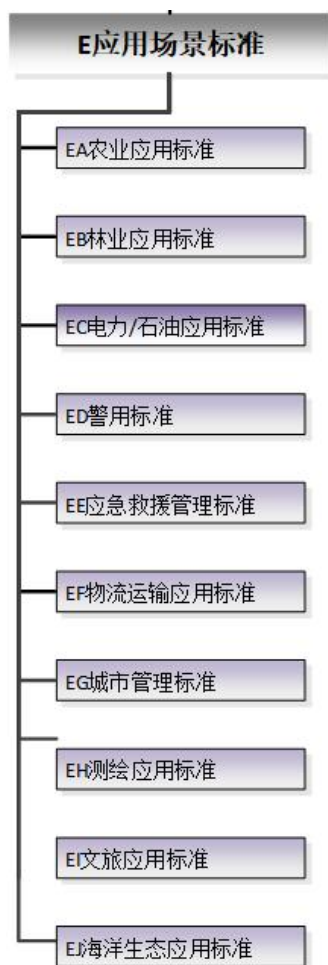 E应用场景标准
EA农业应用标准
EB林业应用标准
EC电力/石油应用标准
ED警用标准
EE应急救援管理标准
EF物流运输应用标准
EG城市管理标准
EH测绘应用标准
EI文旅应用标准
EJ海洋生态应用标准